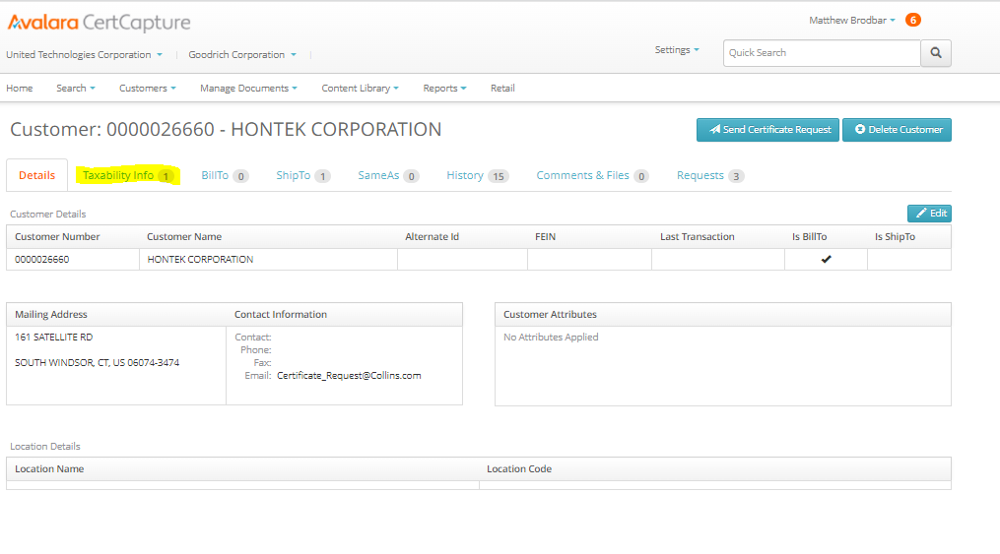 Avalara CertCapture
Matthew Brodbar 6
United Technologies Corporation Goodrich Corporation
Settings Quick Search
Home Search Customers Manage Documents Content Library Reports Retail
Customer: 0000026660 - HONTEK CORPORATION
Send Certificate Request Delete Customer
Details Taxability Info 1 BillTo 0 ShipTo 1 SameAs 0 History 15 Comments & Files 0 Requests 3
Customer Details
Edit
Customer Number Customer Name Alternate Id FEIN Last Transaction Is BillTo Is ShipTo
0000026660 HONTEK CORPORATION
Mailing Address Contact Information
161 SATELLITE RD
SOUTH WINDSOR, CT, US 06074-3474
Contact:
Phone:
Fax:
Email: Certificate_Request@Collins.com
Customer Attributes
No Attributes Applied
Location Details
Location Name Location Code